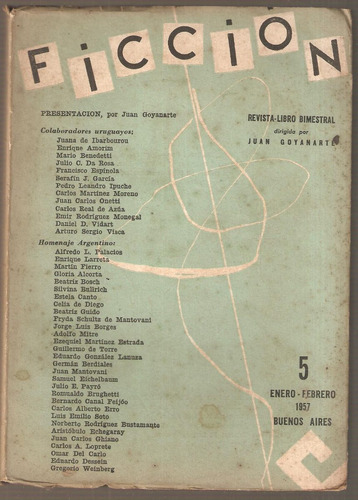 FICCION
PRESENTACION, por Juan Goyanarte
REVISTA-LIBRO BIMESTRAL
dirigida por
JUAN GOYANARTE
Colaboradores uruguayos:
Juana de Ibarbourou
Enrique Amorim
Mario Benedetti
Julio C. Da Rosa
Francisco Espínola
Serafín J. García
Pedro Leandro Ipuche
Carlos Martínez Moreno
Juan Carlos Onetti
Carlos Real de Azúa
Emir Rodríguez Monegal
Daniel D. Vidart
Arturo Sergio Visca
Homenaje Argentino:
Alfredo L. Palacios
Enrique Larreta
Martín Fierro
Gloria Alcorta
Beatriz Bosch
Silvina Bullrich
Estela Canto
Celia de Diego
Beatriz Guido
Fryda Schultz de Mantovani
Jorge Luis Borges
Adolfo Mitre
Ezequiel Martínez Estrada
Guillermo de Torre
Eduardo González Lanuza
Germán Berdiales
Juan Mantovani
Samuel Eichelbaum
Julio E. Payró
Romualdo Brughetti
Bernardo Canal Feijóo
Carlos Alberto Erro
Luis Emilio Soto
Norberto Rodríguez Bustamante
Aristóbulo Echegaray
Juan Carlos Ghiano
Carlos A. Loprete
Omar Del Carlo
Eduardo Dessein
Gregorio Weinberg
5
ENERO-FEBRERO
1957
BUENOS AIRES